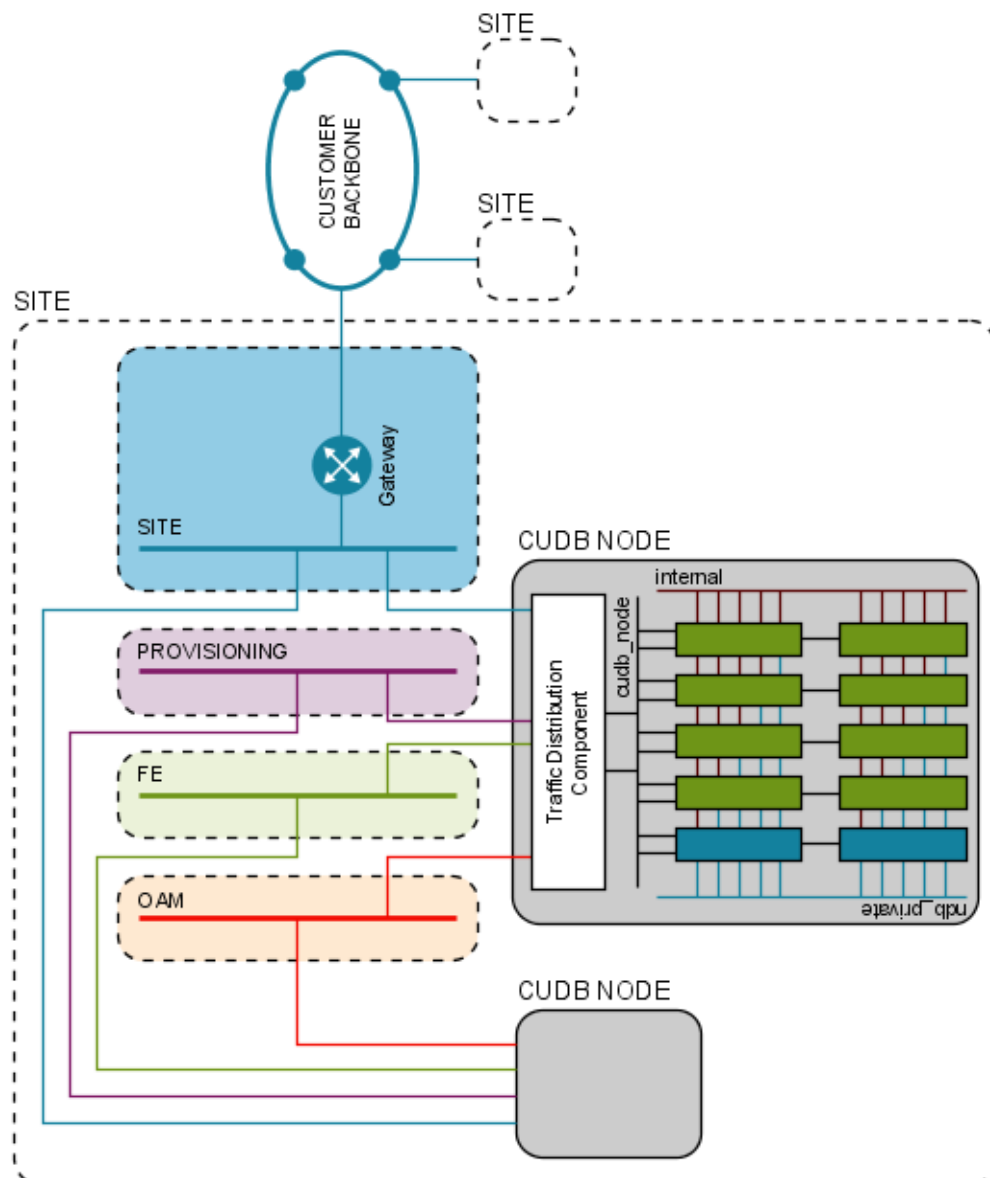 SITE
CUSTOMER
BACKBONE
SITE
SITE
Gateway
SITE
CUDB NODE
internal
cudb_node
PROVISIONING
Traffic Distribution
Component
FE
OAM
ndb_private
CUDB NODE